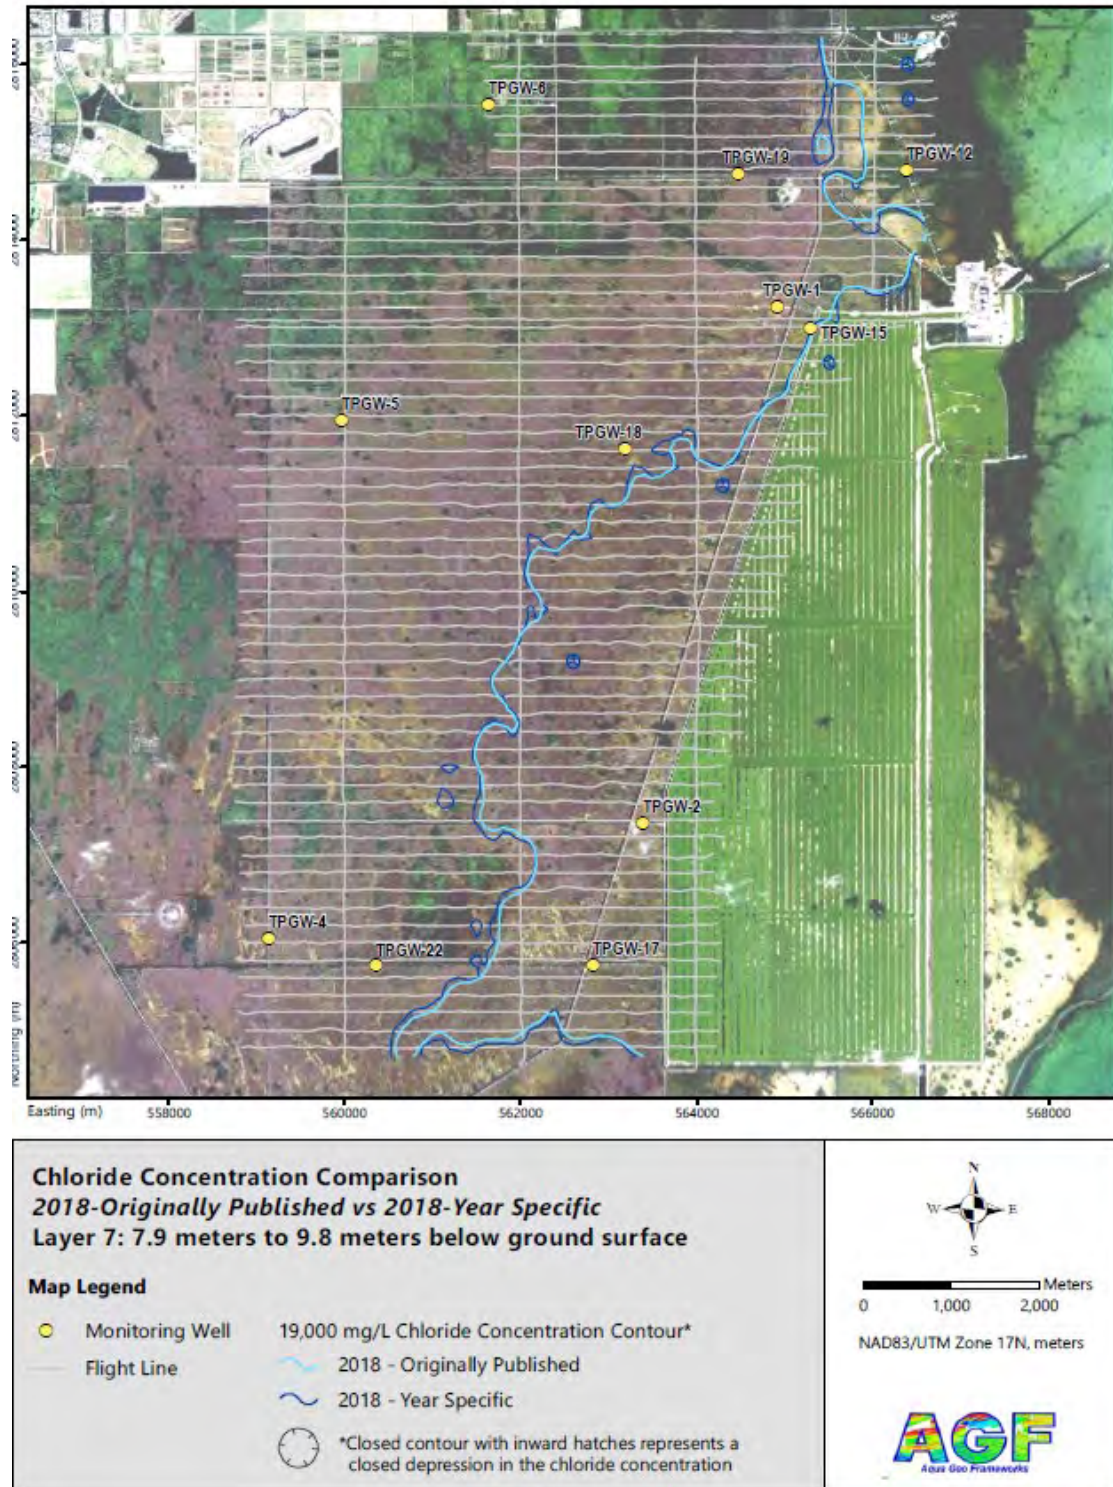 TPGW-6
TPGW-19
TPGW-12
TPGW-1
TPGW-15
TPGW-5
TPGW-18
TPGW-2
TPGW-4
TPGW-22
TPGW-17
Northing (m)
Easting (m) 558000 560000 562000 564000 566000 568000
Chloride Concentration Comparison
2018-Originally Published vs 2018-Year Specific
Layer 7: 7.9 meters to 9.8 meters below ground surface
Map Legend
Monitoring Well
Flight Line
19,000 mg/L Chloride Concentration Contour*
2018 - Originally Published
2018 - Year Specific
*Closed contour with inward hatches represents a
closed depression in the chloride concentration
N
W E
S
Meters
0 1,000 2,000
NAD83/UTM Zone 17N, meters
AGF
Aqua Geo Frameworks